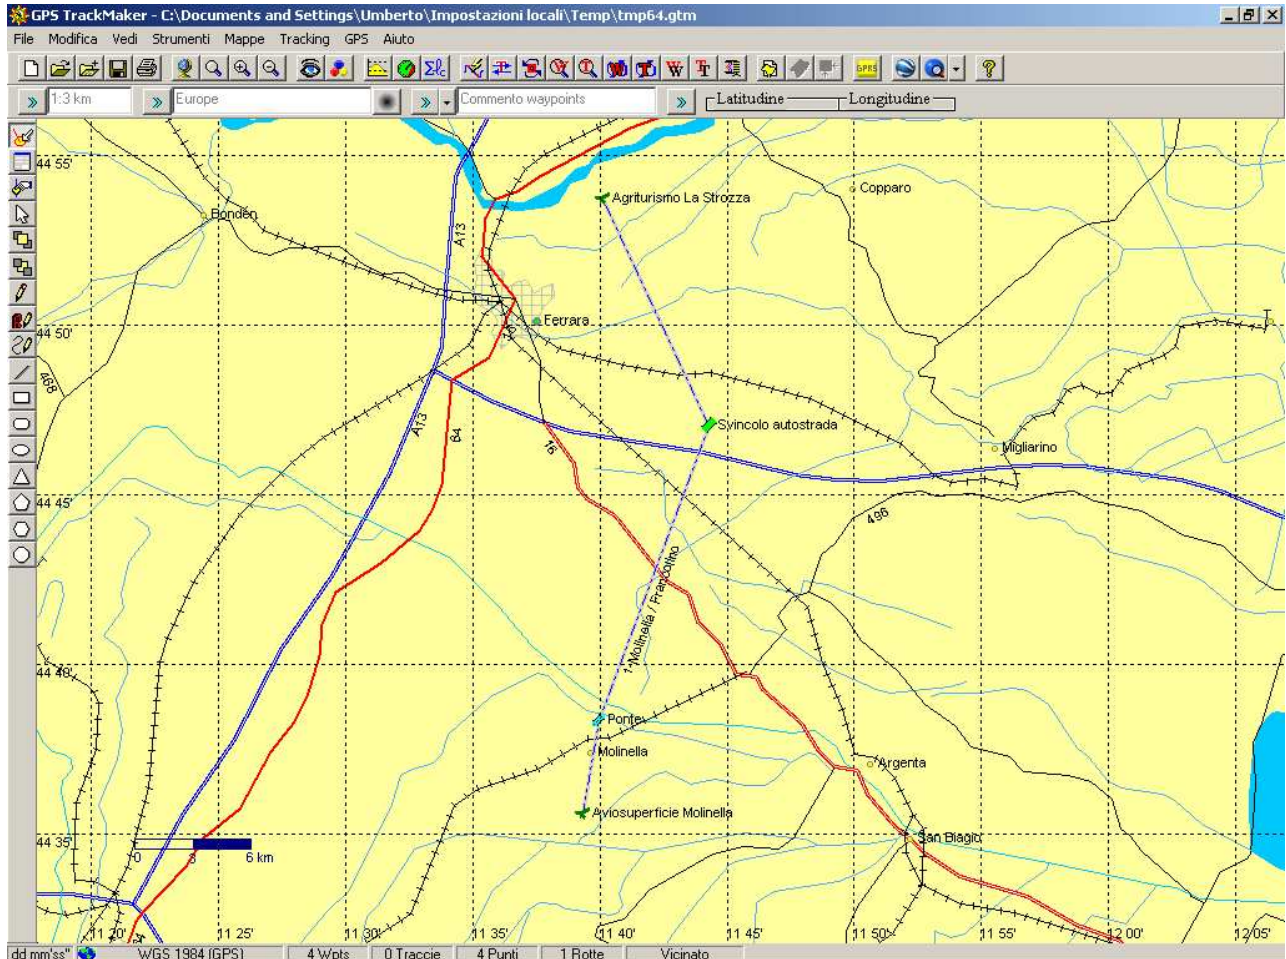 GPS TrackMaker - C:\Documents and Settings\Umberto\Impostazioni locali\Temp\tmp64.gtm
File Modifica Vedi Strumenti Mappe Tracking GPS Aiuto
GPRS
1:3 km
Europe
Commento waypoints
Latitudine
Longitudine
44 55'
Agriturismo La Strozza
Copparo
Bonden
A13
44 50'
Ferrara
468
A13
64
16
Svincolo autostrada
Migliarino
44 45'
496
1-Molinella / Francolino
44 40'
Ponte
Molinella
Argenta
Aviosuperficie Molinella
44 35'
San Biagio
0 3 6 km
11 20' 11 25' 11 30' 11 35' 11 40' 11 45' 11 50' 11 55' 12 00' 12 05'
dd mm'ss" WGS 1984 (GPS) 4 Wpts 0 Traccie 4 Punti 1 Rotte Vicinato